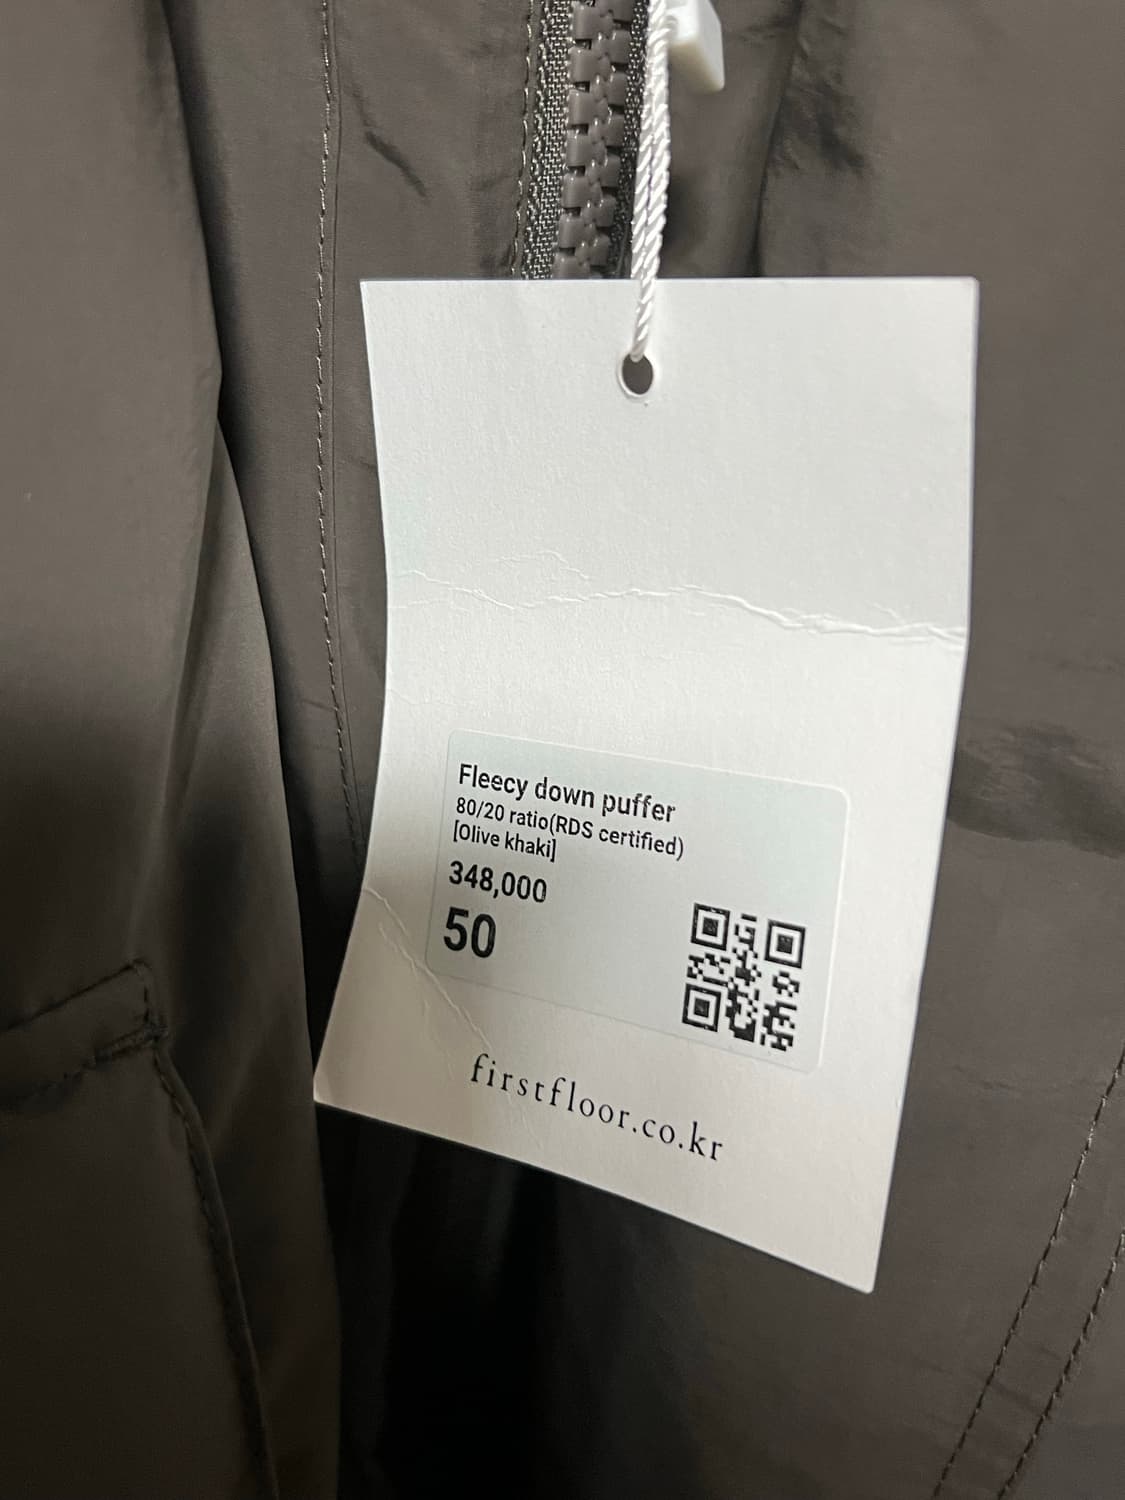 Fleecy down puffer
80/20 ratio(RDS certified)
[Olive khaki]
348,000
50
firstfloor.co.kr